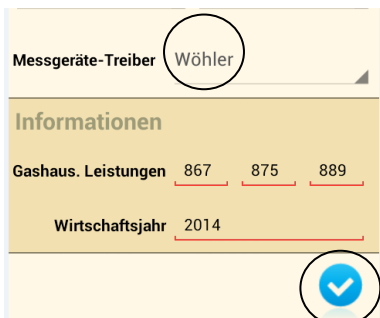 Messgeräte-Treiber Wöhler
Informationen
Gashaus. Leistungen 867 875 889
Wirtschaftsjahr 2014